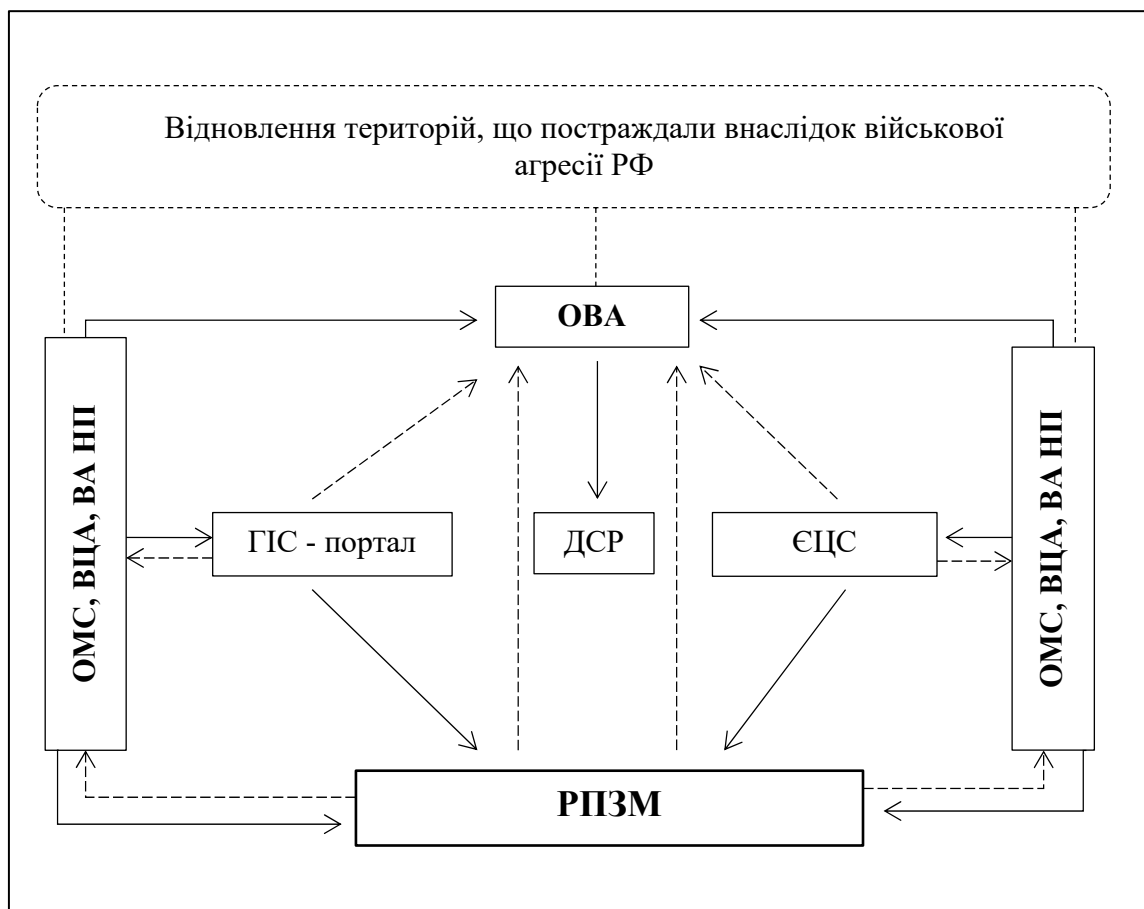 Відновлення територій, що постраждали внаслідок військової
агресії РФ
ОВА
ОМС, ВЦА, ВА НП
ГІС - портал
ДСР
ЄЦС
ОМС, ВЦА, ВА НП
РПЗМ